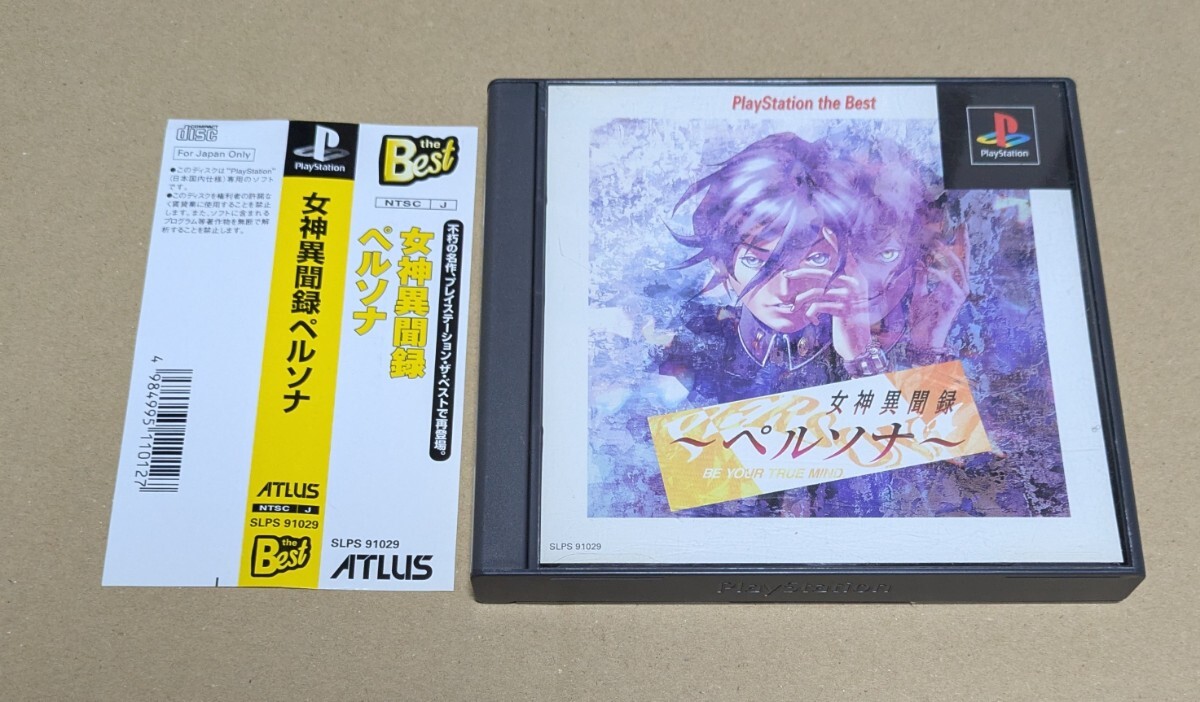 COMPACT
disc
For Japan Only
●このディスクは"PlayStation"
(日本国内仕様)専用のソフト
です。
●このディスクを権利者の許諾な
く賃貸業に使用することを禁止
します。また、ソフトに含まれる
プログラム等著作物を無断で解
析することを禁止します。
4 984995 110127
PlayStation
女神異聞録ペルソナ
ATLUS
NTSC J
SLPS 91029
the
Best
the
Best
NTSC J
不朽の名作、プレイステーション・ザ・ベストで再登場。
女神異聞録
ペルソナ
SLPS 91029
ATLUS
PlayStation the Best
PlayStation
女神異聞録
～ペルソナ～
BE YOUR TRUE MIND
SLPS 91029
PlayStation